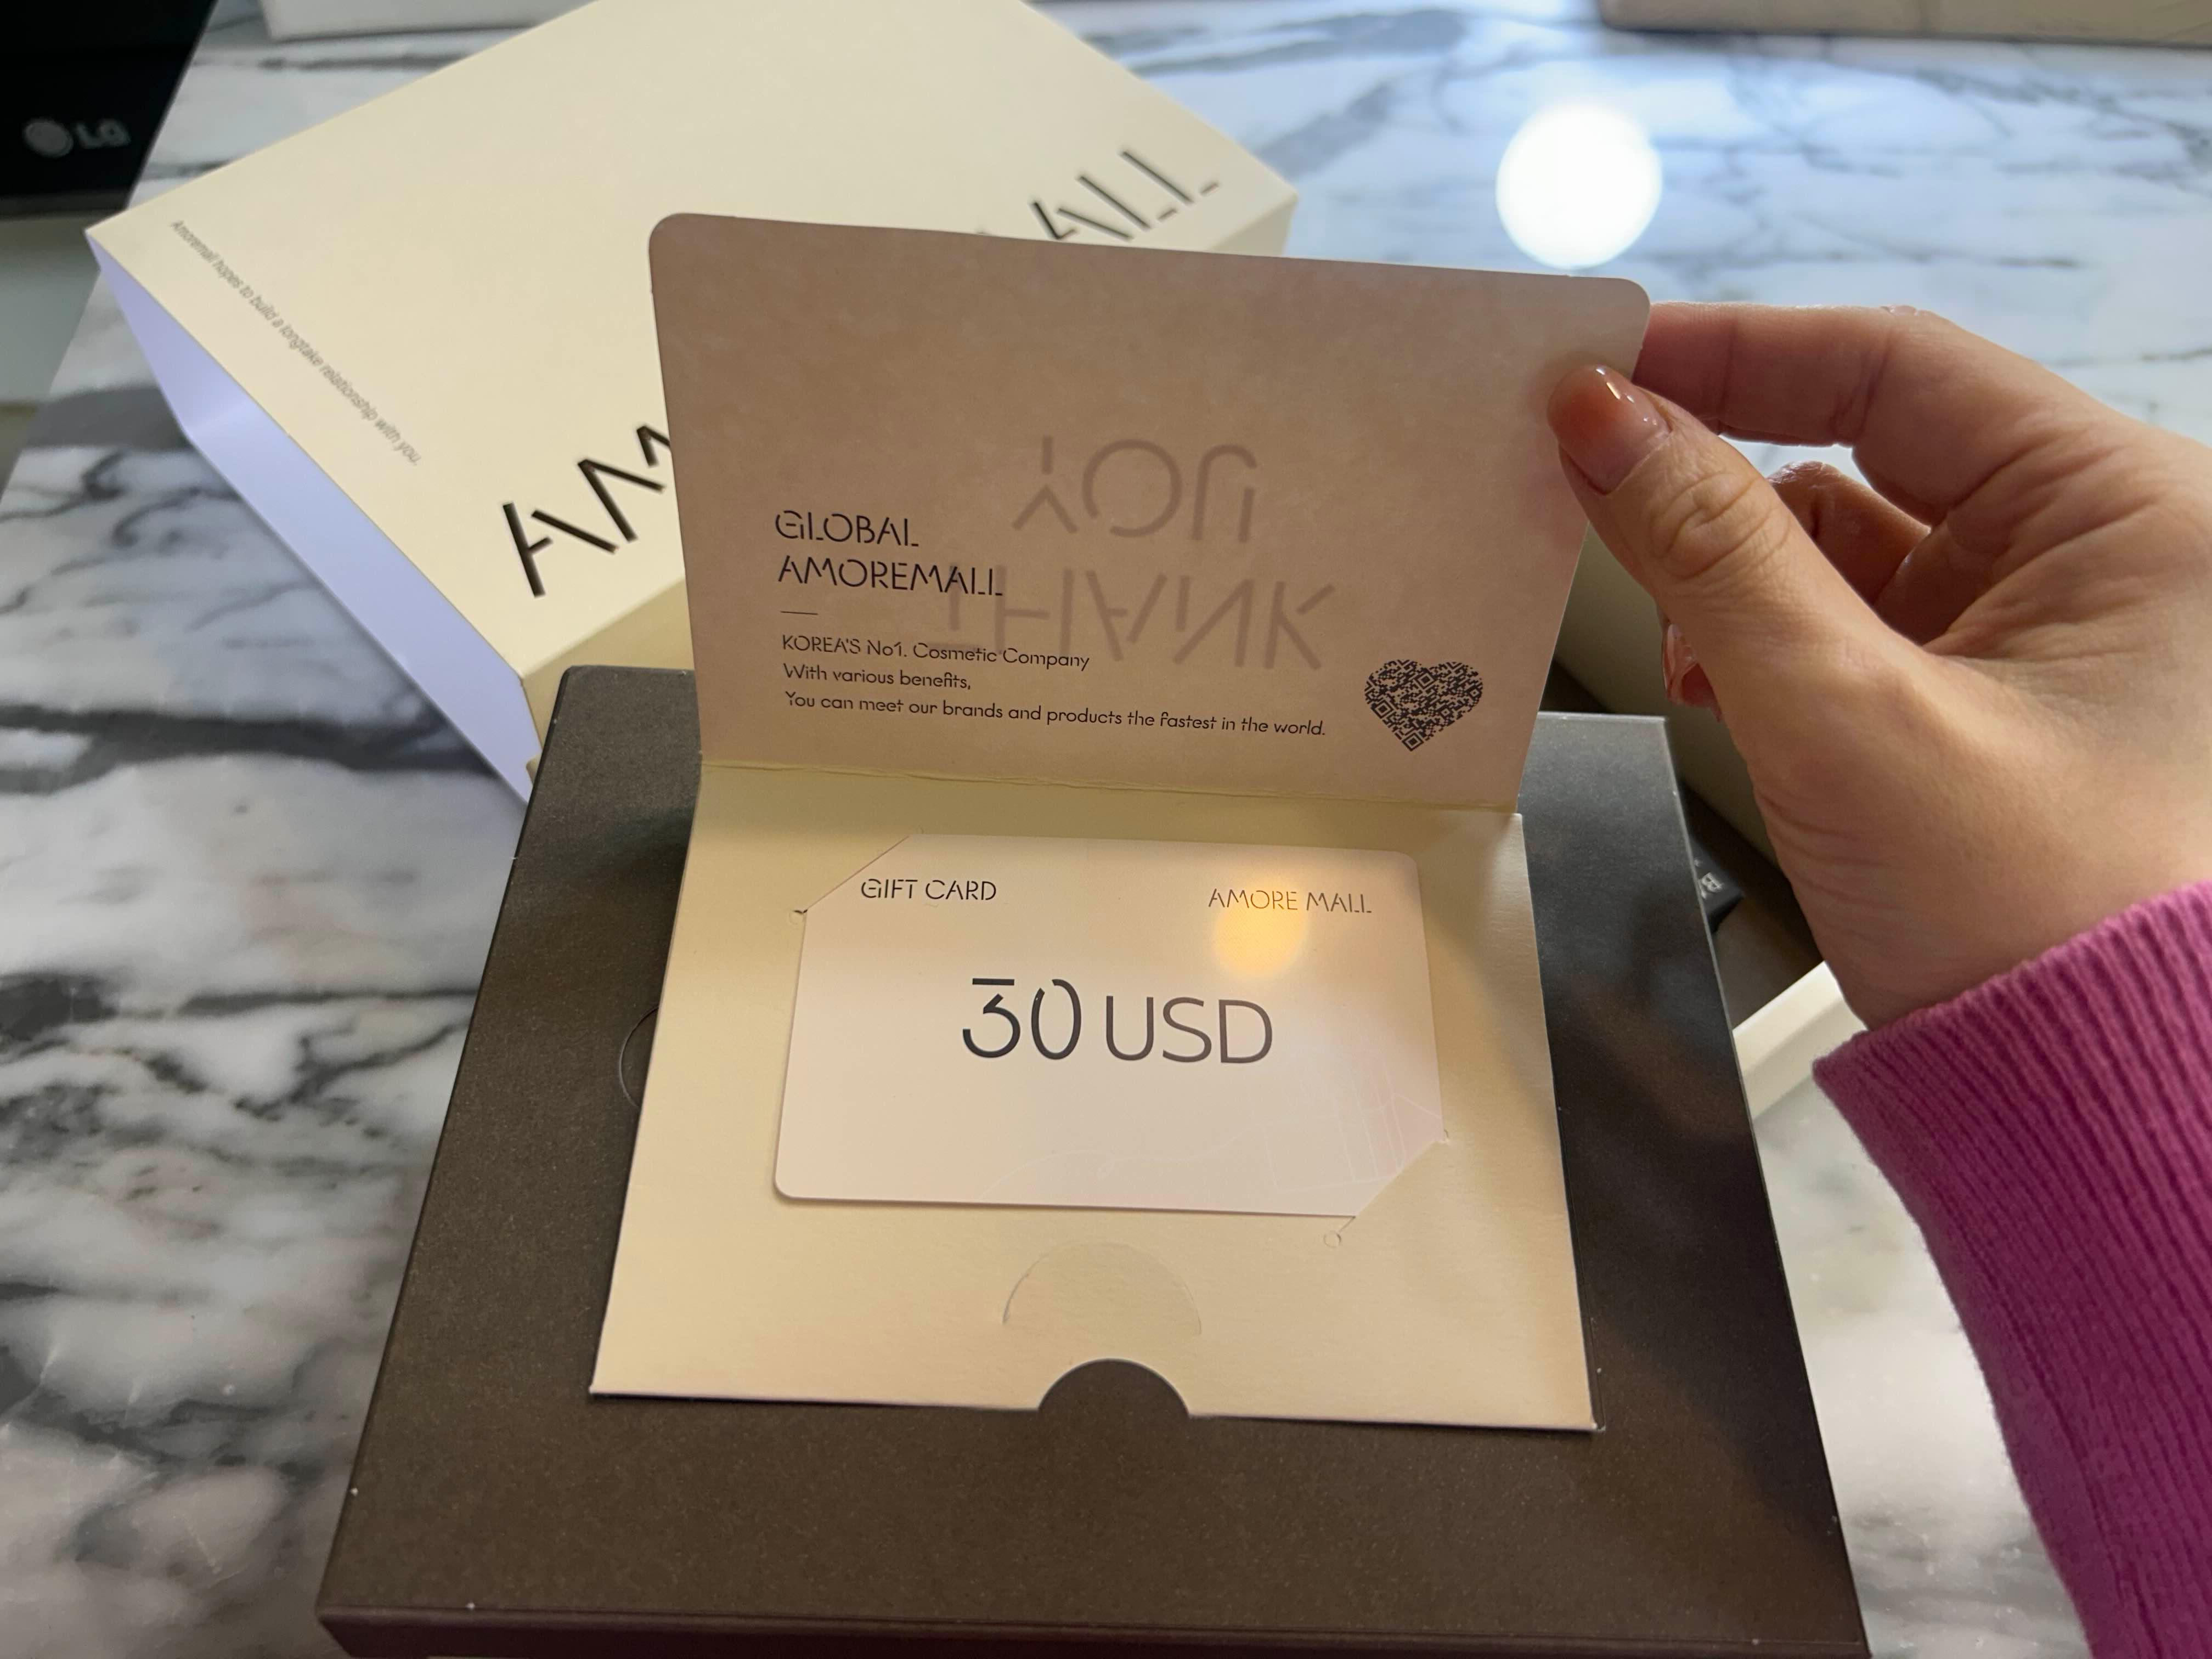 LG
Amoremall hopes to build a longtake relationship with you.
ALL
GLOBAL
AMOREMALL
KOREA'S No1. Cosmetic Company
With various benefits,
You can meet our brands and products the fastest in the world.
THANK
YOU
GIFT CARD
AMORE MALL
30 USD